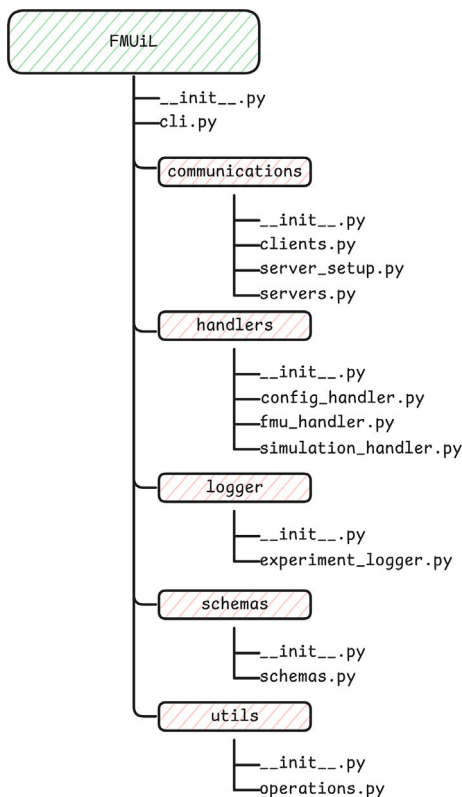 FMUiL
__init__.py
cli.py
communications
__init__.py
clients.py
server_setup.py
servers.py
handlers
__init__.py
config_handler.py
fmu_handler.py
simulation_handler.py
logger
__init__.py
experiment_logger.py
schemas
__init__.py
schemas.py
utils
__init__.py
operations.py